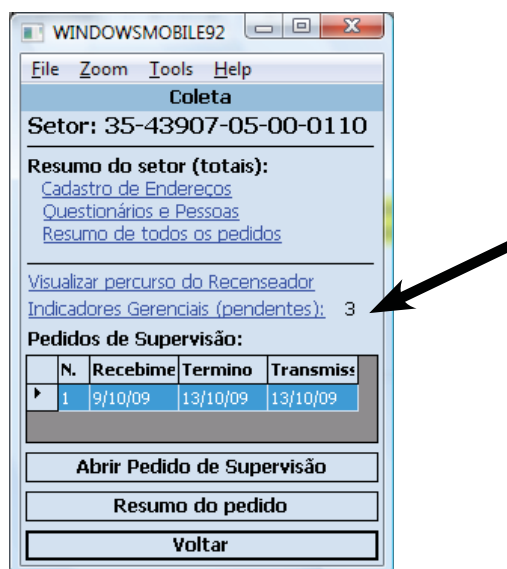 WINDOWSMOBILE92
File Zoom Tools Help
Coleta
Setor: 35-43907-05-00-0110
Resumo do setor (totais):
Cadastro de Endereços
Questionários e Pessoas
Resumo de todos os pedidos
Visualizar percurso do Recenseador
Indicadores Gerenciais (pendentes): 3
Pedidos de Supervisão:
N. Recebime Termino Transmiss
1 9/10/09 13/10/09 13/10/09
Abrir Pedido de Supervisão
Resumo do pedido
Voltar